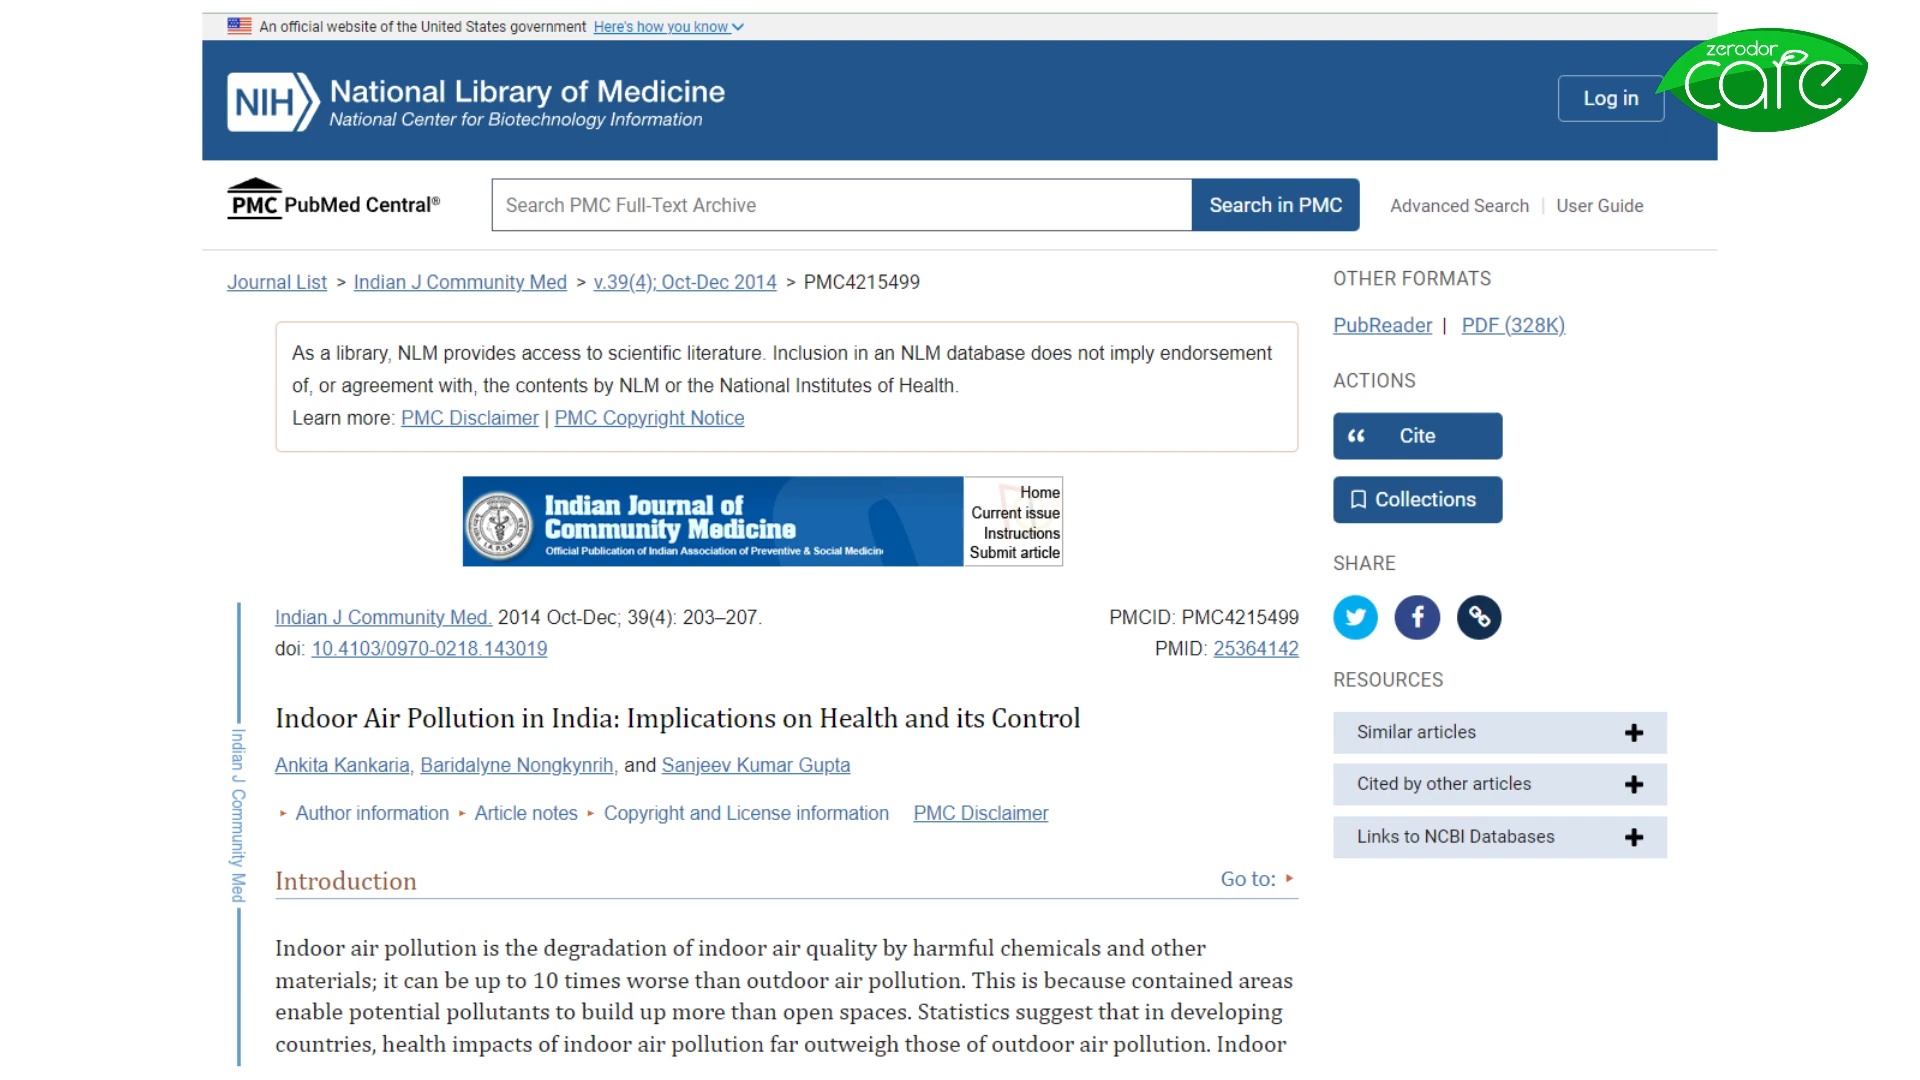 An official website of the United States government Here's how you know
zerodor
care
NIH
National Library of Medicine
National Center for Biotechnology Information
Log in
PMC PubMed Central®
Search PMC Full-Text Archive
Search in PMC
Advanced Search | User Guide
Journal List > Indian J Community Med > v.39(4); Oct-Dec 2014 > PMC4215499
As a library, NLM provides access to scientific literature. Inclusion in an NLM database does not imply endorsement
of, or agreement with, the contents by NLM or the National Institutes of Health.
Learn more: PMC Disclaimer | PMC Copyright Notice
Indian Journal of
Community Medicine
Official Publication of Indian Association of Preventive & Social Medicin
Home
Current issue
Instructions
Submit article
Indian J Community Med. 2014 Oct-Dec; 39(4): 203–207.
PMCID: PMC4215499
doi: 10.4103/0970-0218.143019
PMID: 25364142
Indoor Air Pollution in India: Implications on Health and its Control
Ankita Kankaria, Baridalyne Nongkynrih, and Sanjeev Kumar Gupta
Author information Article notes Copyright and License information PMC Disclaimer
Introduction
Go to:
Indoor air pollution is the degradation of indoor air quality by harmful chemicals and other
materials; it can be up to 10 times worse than outdoor air pollution. This is because contained areas
enable potential pollutants to build up more than open spaces. Statistics suggest that in developing
countries, health impacts of indoor air pollution far outweigh those of outdoor air pollution. Indoor
Indian J Community Med
OTHER FORMATS
PubReader | PDF (328K)
ACTIONS
Cite
Collections
SHARE
RESOURCES
Similar articles
Cited by other articles
Links to NCBI Databases